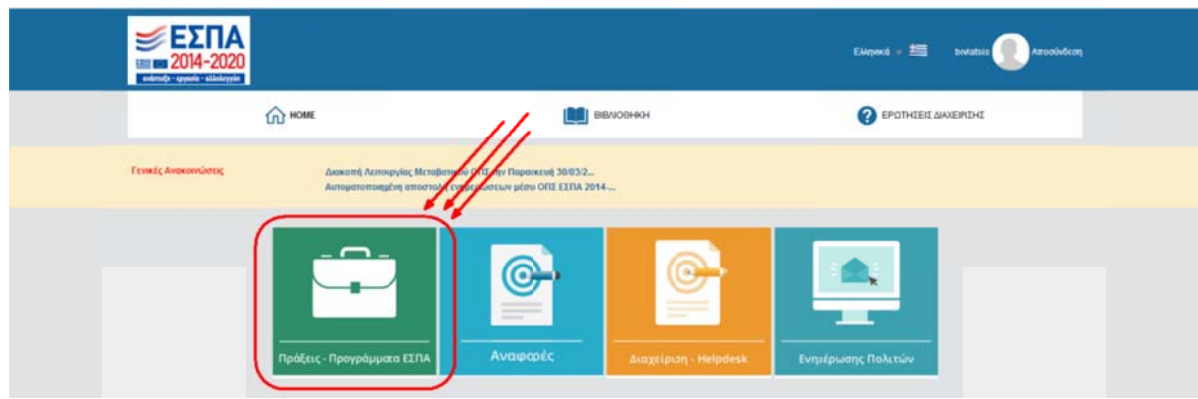 ΕΣΠΑ
2014-2020
ανάπτυξη - εργασία - αλληλεγγύη
Ελληνικά
Αποσύνδεση
HOME
ΒΙΒΛΙΟΘΗΚΗ
ΕΡΩΤΗΣΕΙΣ ΔΙΑΧΕΙΡΙΣΗΣ
Γενικές Ανακοινώσεις
Διακοπή Λειτουργίας Μεταβατικού ΟΠΣ την Παρασκευή 30/03/2...
Αυτοματοποιημένη αποστολή ενημερώσεων μέσω ΟΠΣ ΕΣΠΑ 2014-...
Πράξεις - Προγράμματα ΕΣΠΑ
Αναφορές
Διαχείριση - Helpdesk
Ενημέρωσης Πολιτών